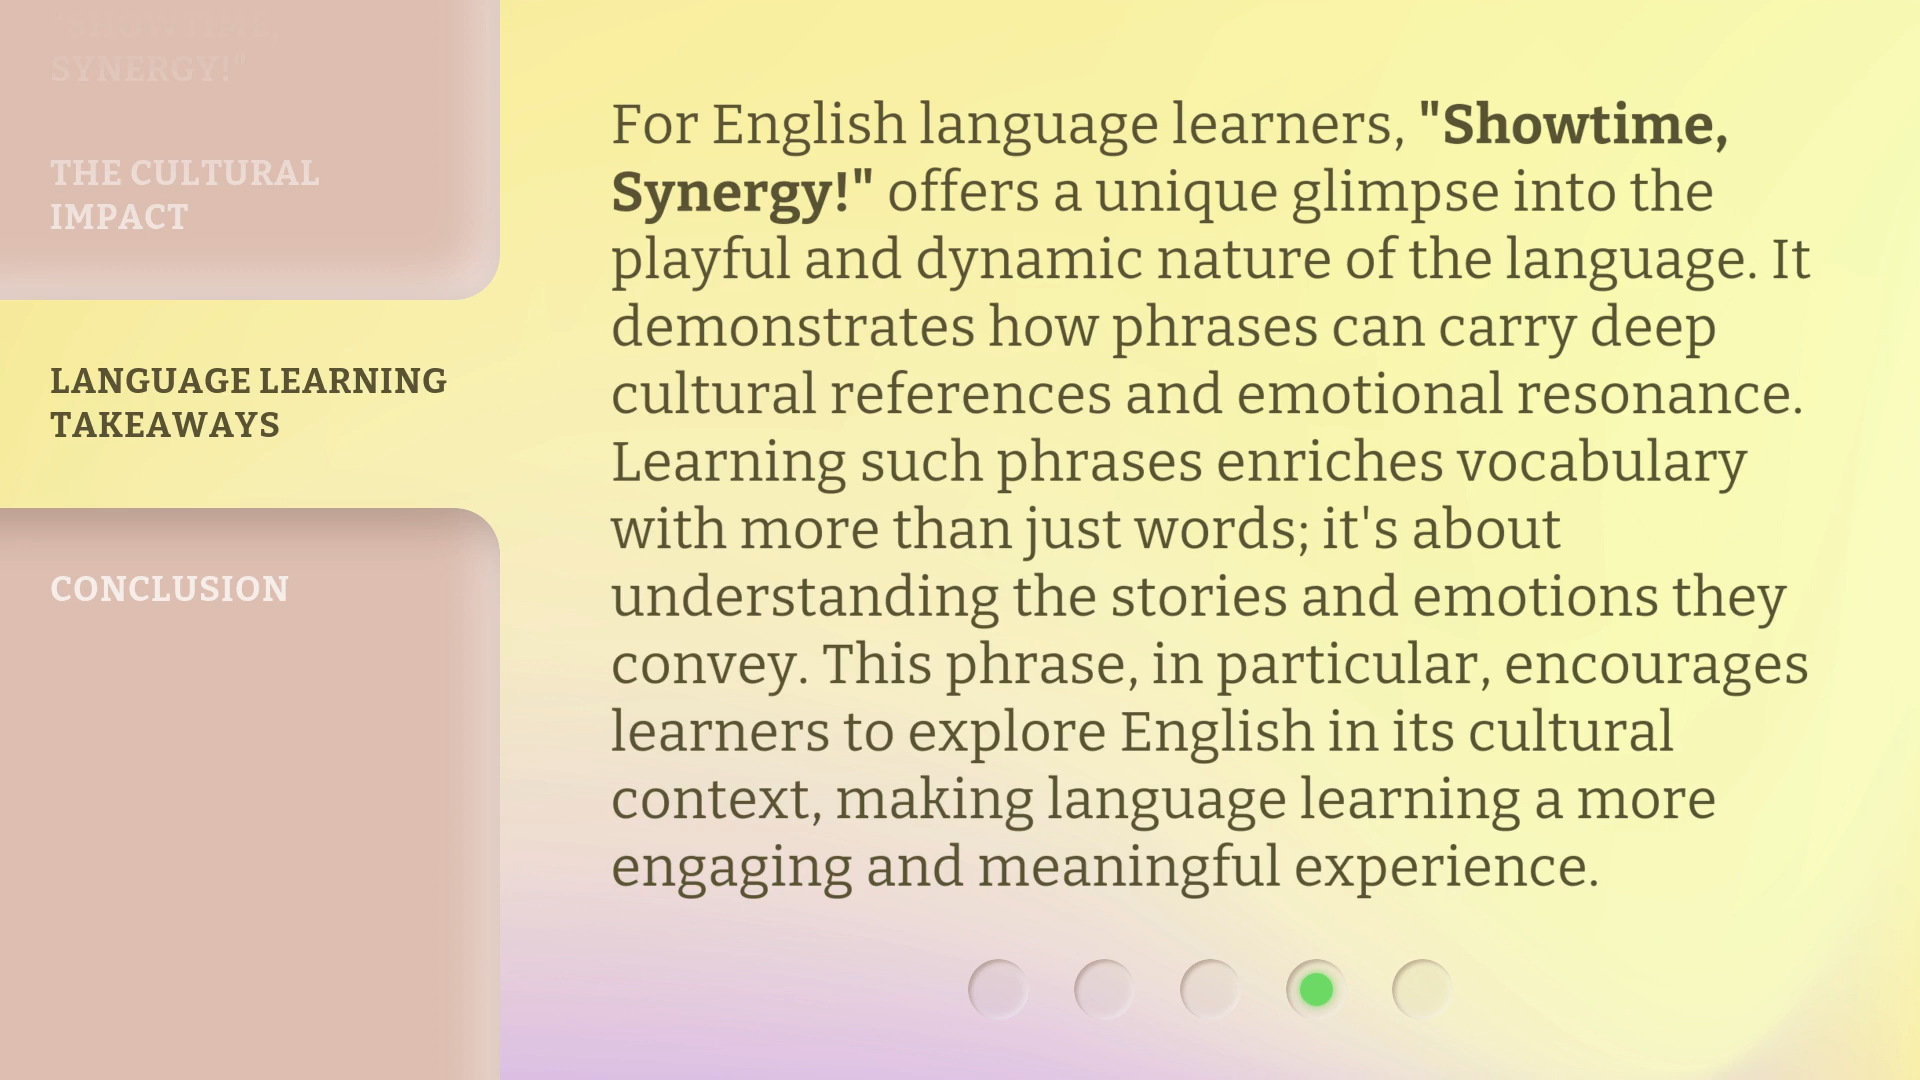 "SHOWTIME,
SYNERGY!"
THE CULTURAL
IMPACT
LANGUAGE LEARNING
TAKEAWAYS
CONCLUSION
For English language learners, "Showtime,
Synergy!" offers a unique glimpse into the
playful and dynamic nature of the language. It
demonstrates how phrases can carry deep
cultural references and emotional resonance.
Learning such phrases enriches vocabulary
with more than just words; it's about
understanding the stories and emotions they
convey. This phrase, in particular, encourages
learners to explore English in its cultural
context, making language learning a more
engaging and meaningful experience.